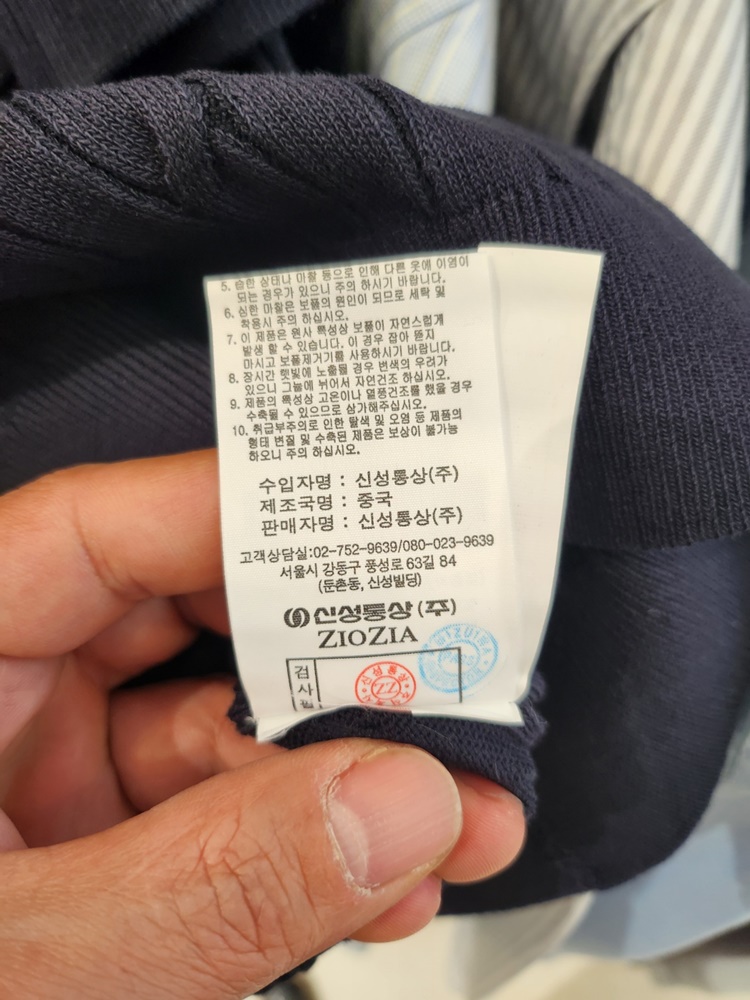 5. 습한 상태나 마찰 등으로 인해 다른 옷에 이염이
되는 경우가 있으니 주의 하시기 바랍니다.
6. 심한 마찰은 보풀의 원인이 되므로 세탁 및
착용시 주의 하십시오.
7. 이 제품은 원사 특성상 보풀이 자연스럽게
발생 할 수 있습니다. 이 경우 잡아 뜯지
마시고 보풀제거기를 사용하시기 바랍니다.
8. 장시간 햇빛에 노출될 경우 변색의 우려가
있으니 그늘에 뉘어서 자연건조 하십시오.
9. 제품의 특성상 고온이나 열풍건조를 했을 경우
수축될 수 있으므로 삼가해주십시오.
10. 취급부주의로 인한 탈색 및 오염 등 제품의
형태 변질 및 수축된 제품은 보상이 불가능
하오니 주의 하십시오.
수입자명 : 신성통상(주)
제조국명 : 중국
판매자명 : 신성통상(주)
고객상담실:02-752-9639/080-023-9639
서울시 강동구 풍성로 63길 84
(둔촌동, 신성빌딩)
신성통상(주)
ZIOZIA
검사필
신성통상
ZZ